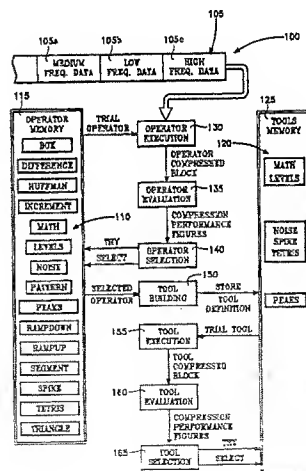 105
100
105a
105b
105c
MEDIUM FREQ. DATA
LOW FREQ. DATA
HIGH FREQ. DATA
115
OPERATOR MEMORY
BOX
DIFFERENCE
HUFFMAN
INCREMENT
MATH
110
LEVELS
NOISE
PATTERN
PEAKS
RAMPDOWN
RAMPUP
SEGMENT
SPIKE
TETRIS
TRIANGLE
TRIAL OPERATOR
130
OPERATOR EXECUTION
OPERATOR COMPRESSED BLOCK
135
OPERATOR EVALUATION
COMPRESSION PERFORMANCE FIGURES
140
OPERATOR SELECTION
TRY
SELECT
150
TOOL BUILDING
SELECTED OPERATOR
STORE
TOOL DEFINITION
155
TOOL EXECUTION
TRIAL TOOL
TOOL COMPRESSED BLOCK
160
TOOL EVALUATION
COMPRESSION PERFORMANCE FIGURES
165
TOOL SELECTION
TRY
SELECT
125
TOOLS MEMORY
120
MATH LEVELS
NOISE SPIKE TETRIS
PEAKS